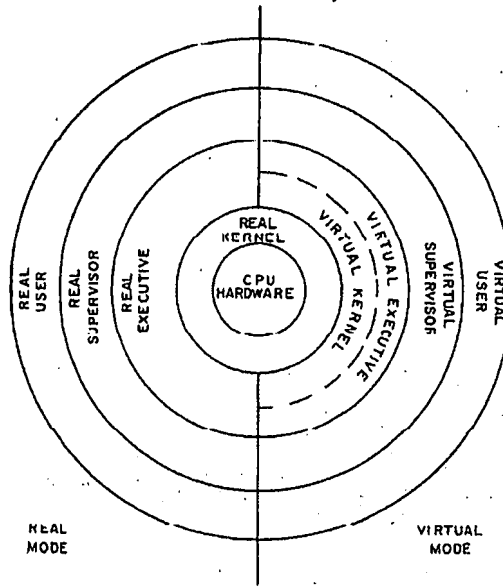 REAL
KERNEL
CPU
HARDWARE
REAL
USER
REAL
SUPERVISOR
REAL
EXECUTIVE
VIRTUAL KERNEL
VIRTUAL EXECUTIVE
VIRTUAL
SUPERVISOR
VIRTUAL
USER
REAL
MODE
VIRTUAL
MODE